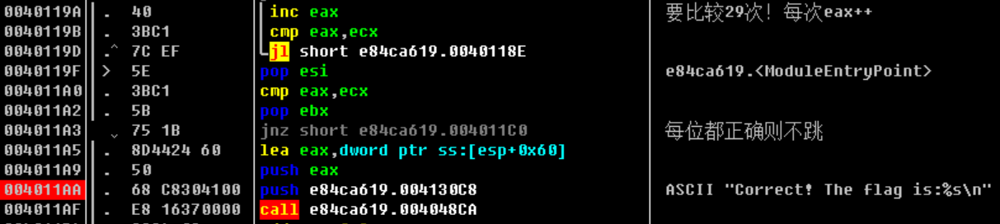 0040119A . 40 inc eax 要比较29次！每次eax++
0040119B . 3BC1 cmp eax,ecx
0040119D .^ 7C EF jl short e84ca619.0040118E
0040119F > 5E pop esi e84ca619.<ModuleEntryPoint>
004011A0 . 3BC1 cmp eax,ecx
004011A2 . 5B pop ebx
004011A3 .⌄ 75 1B jnz short e84ca619.004011C0 每位都正确则不跳
004011A5 . 8D4424 60 lea eax,dword ptr ss:[esp+0x60]
004011A9 . 50 push eax
004011AA . 68 C8304100 push e84ca619.004130C8 ASCII "Correct! The flag is:%s\n"
004011AF . E8 16370000 call e84ca619.004048CA